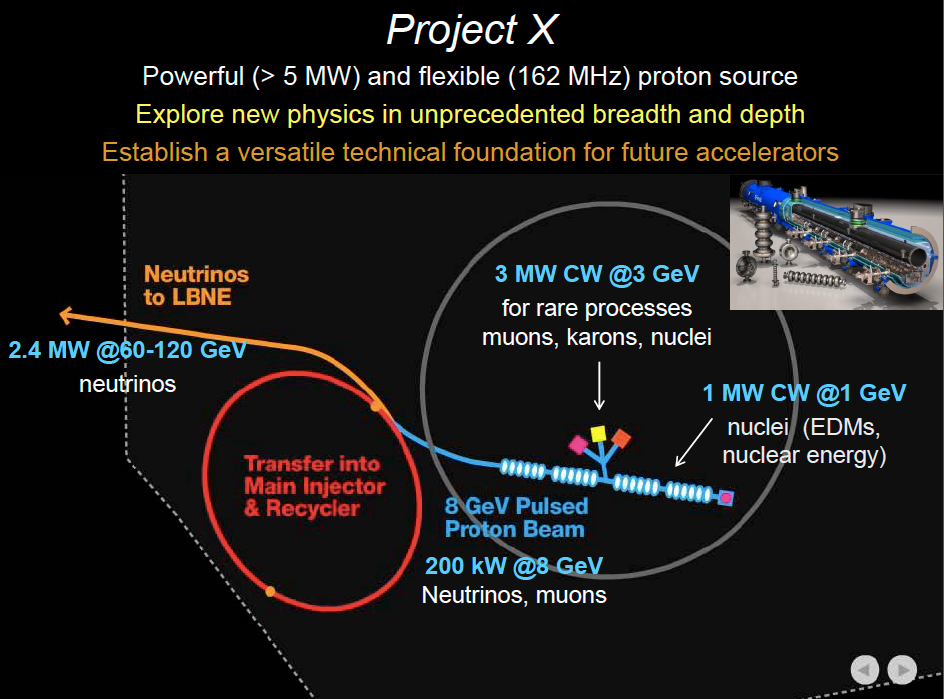 Project X
Powerful (> 5 MW) and flexible (162 MHz) proton source
Explore new physics in unprecedented breadth and depth
Establish a versatile technical foundation for future accelerators
Neutrinos
to LBNE
2.4 MW @60-120 GeV
neutrinos
3 MW CW @3 GeV
for rare processes
muons, karons, nuclei
1 MW CW @1 GeV
nuclei (EDMs,
nuclear energy)
Transfer into
Main Injector
& Recycler
8 GeV Pulsed
Proton Beam
200 kW @8 GeV
Neutrinos, muons